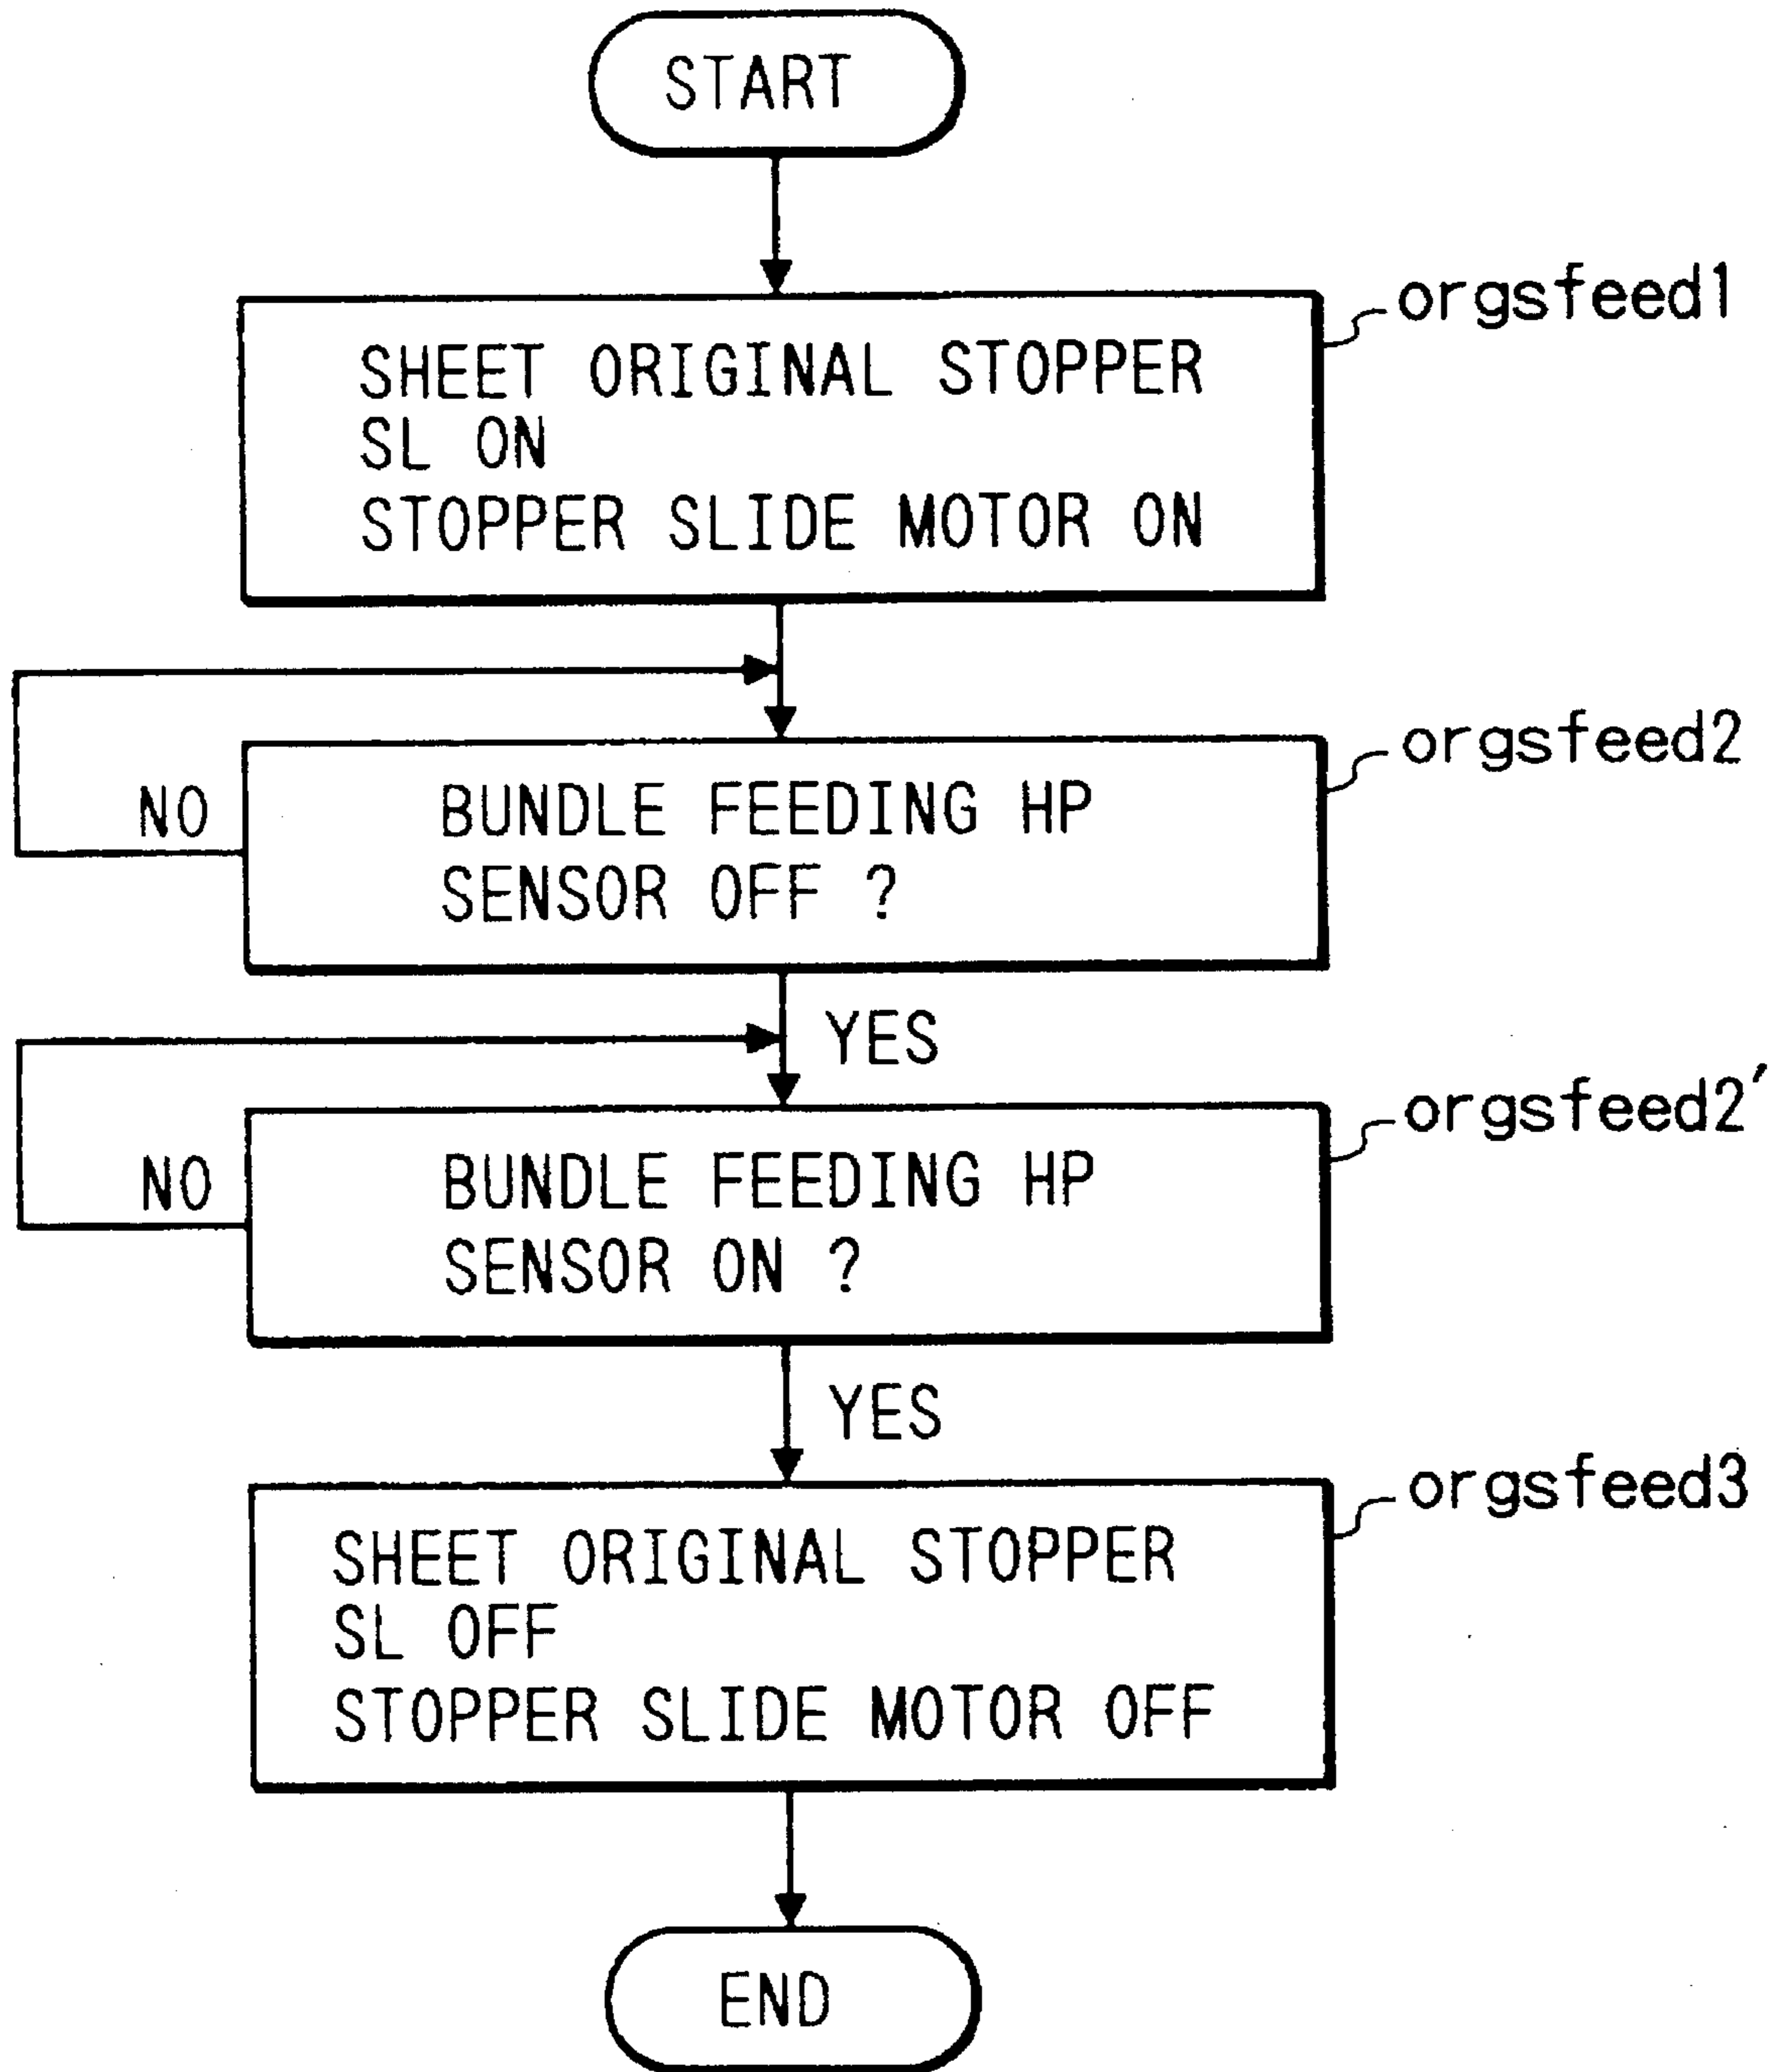 START
orgsfeed1
SHEET ORIGINAL STOPPER
SL ON
STOPPER SLIDE MOTOR ON
orgsfeed2
NO
BUNDLE FEEDING HP
SENSOR OFF ?
YES
orgsfeed2'
NO
BUNDLE FEEDING HP
SENSOR ON ?
YES
orgsfeed3
SHEET ORIGINAL STOPPER
SL OFF
STOPPER SLIDE MOTOR OFF
END